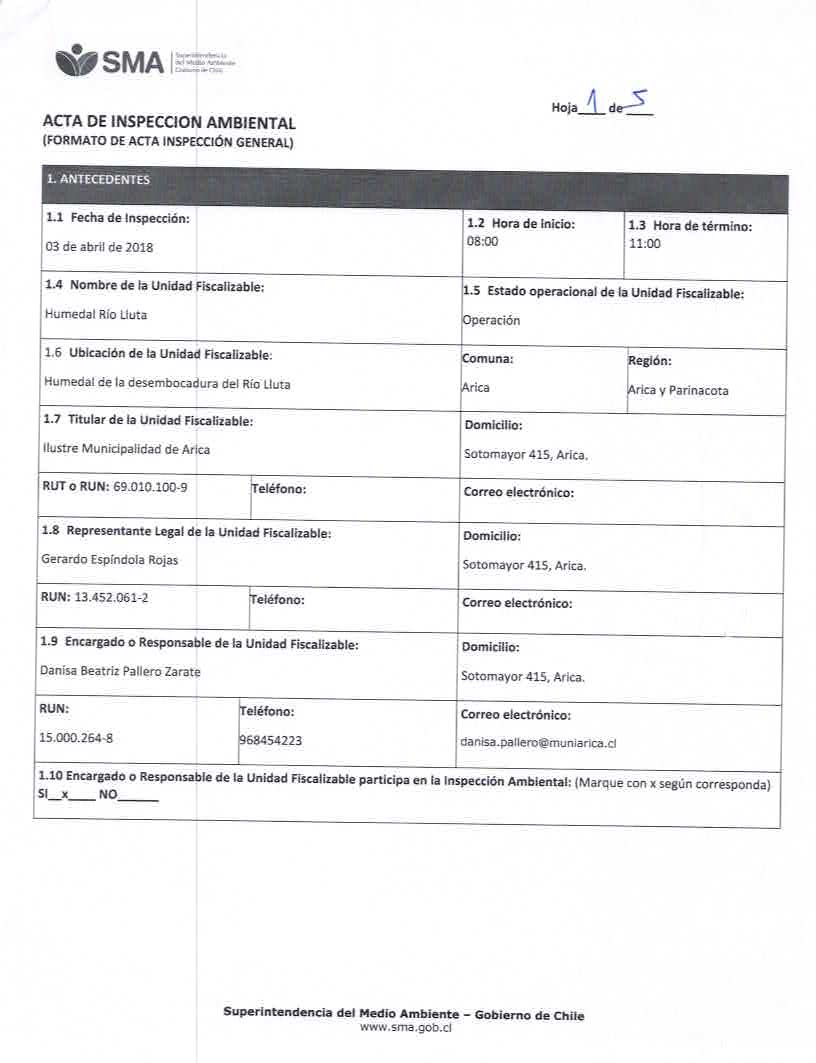 SMA
Superintendencia
del Medio Ambiente
Gobierno de Chile
Hoja 1 de 5
ACTA DE INSPECCION AMBIENTAL
(FORMATO DE ACTA INSPECCIÓN GENERAL)
1. ANTECEDENTES
1.1 Fecha de Inspección:
03 de abril de 2018
1.2 Hora de inicio:
08:00
1.3 Hora de término:
11:00
1.4 Nombre de la Unidad Fiscalizable:
Humedal Río Lluta
1.5 Estado operacional de la Unidad Fiscalizable:
Operación
1.6 Ubicación de la Unidad Fiscalizable:
Humedal de la desembocadura del Río Lluta
Comuna:
Arica
Región:
Arica y Parinacota
1.7 Titular de la Unidad Fiscalizable:
Ilustre Municipalidad de Arica
Domicilio:
Sotomayor 415, Arica.
RUT o RUN: 69.010.100-9
Teléfono:
Correo electrónico:
1.8 Representante Legal de la Unidad Fiscalizable:
Gerardo Espíndola Rojas
Domicilio:
Sotomayor 415, Arica.
RUN: 13.452.061-2
Teléfono:
Correo electrónico:
1.9 Encargado o Responsable de la Unidad Fiscalizable:
Danisa Beatriz Pallero Zarate
Domicilio:
Sotomayor 415, Arica.
RUN:
15.000.264-8
Teléfono:
968454223
Correo electrónico:
danisa.pallero@muniarica.cl
1.10 Encargado o Responsable de la Unidad Fiscalizable participa en la Inspección Ambiental: (Marque con x según corresponda)
SI__x____ NO______
Superintendencia del Medio Ambiente – Gobierno de Chile
www.sma.gob.cl